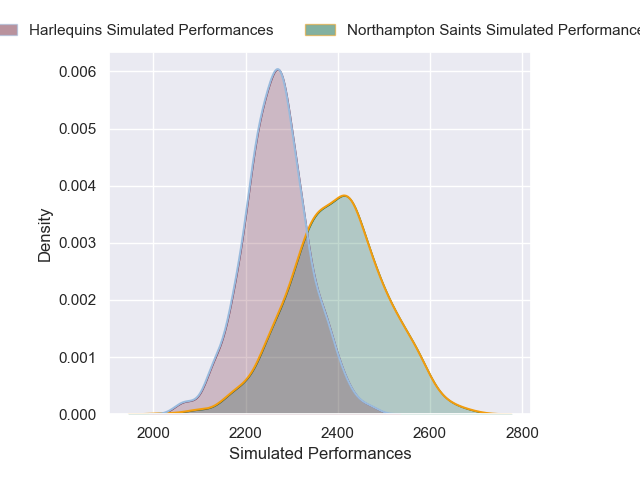 Harlequins Simulated Performances Northampton Saints Simulated Performance
0.006
0.005
0.004
0.003
0.002
0.001
0.000
Density
2000 2200 2400 2600 2800
Simulated Performances